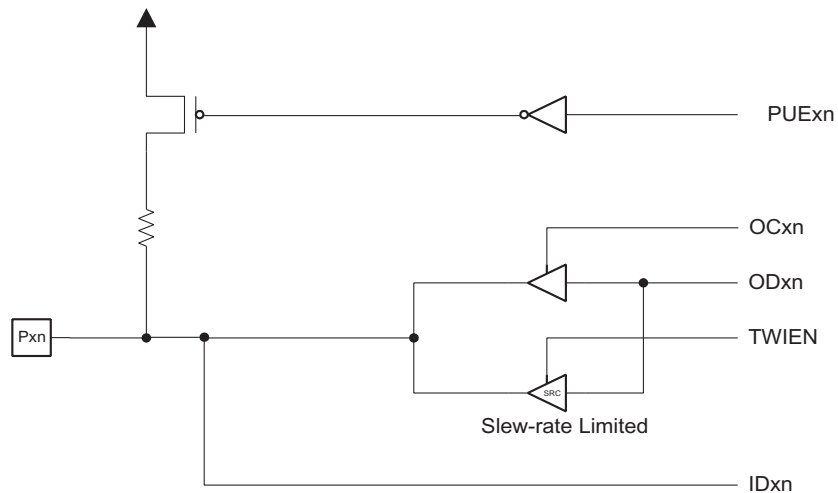 PUExn
OCxn
ODxn
Pxn
TWIEN
SRC
Slew-rate Limited
IDxn